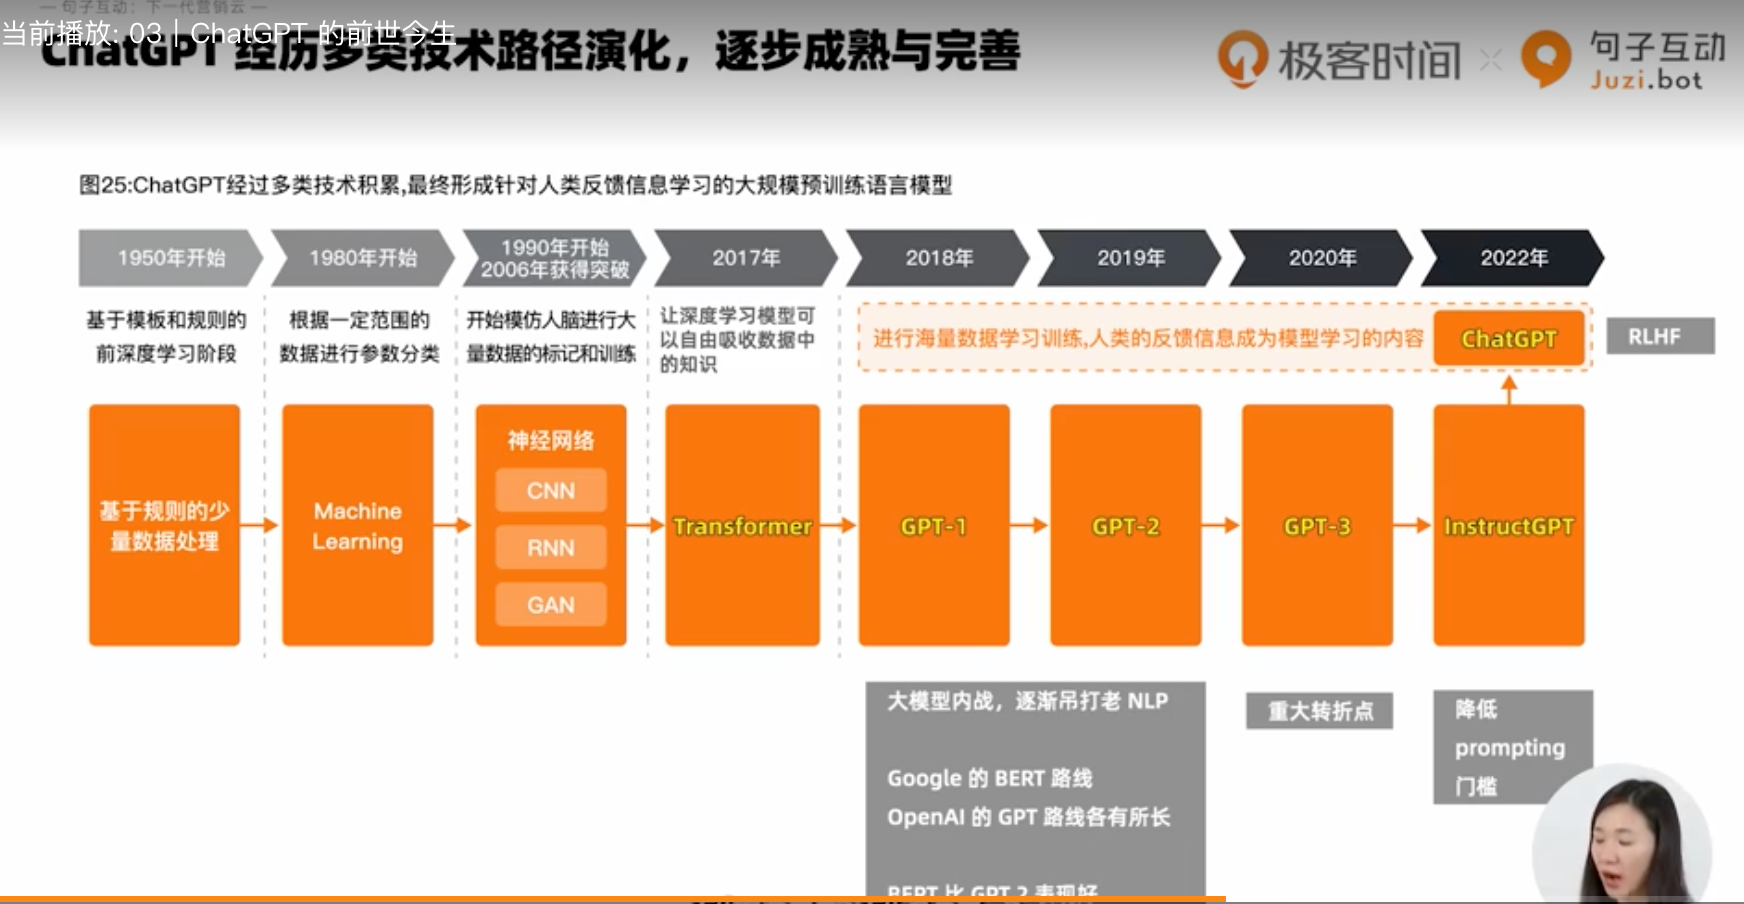 — 句子互动：下一代营销云 —
当前播放: 03 | ChatGPT 的前世今生
ChatGPT 经历多类技术路径演化，逐步成熟与完善
极客时间 × 句子互动
Juzi.bot
图25:ChatGPT经过多类技术积累,最终形成针对人类反馈信息学习的大规模预训练语言模型
1950年开始
1980年开始
1990年开始
2006年获得突破
2017年
2018年
2019年
2020年
2022年
基于模板和规则的
前深度学习阶段
根据一定范围的
数据进行参数分类
开始模仿人脑进行大
量数据的标记和训练
让深度学习模型可
以自由吸收数据中
的知识
进行海量数据学习训练,人类的反馈信息成为模型学习的内容
ChatGPT
RLHF
基于规则的少
量数据处理
Machine
Learning
神经网络
CNN
RNN
GAN
Transformer
GPT-1
GPT-2
GPT-3
InstructGPT
大模型内战，逐渐吊打老 NLP
Google 的 BERT 路线
OpenAI 的 GPT 路线各有所长
BERT 比 GPT 2 表现好
重大转折点
降低
prompting
门槛